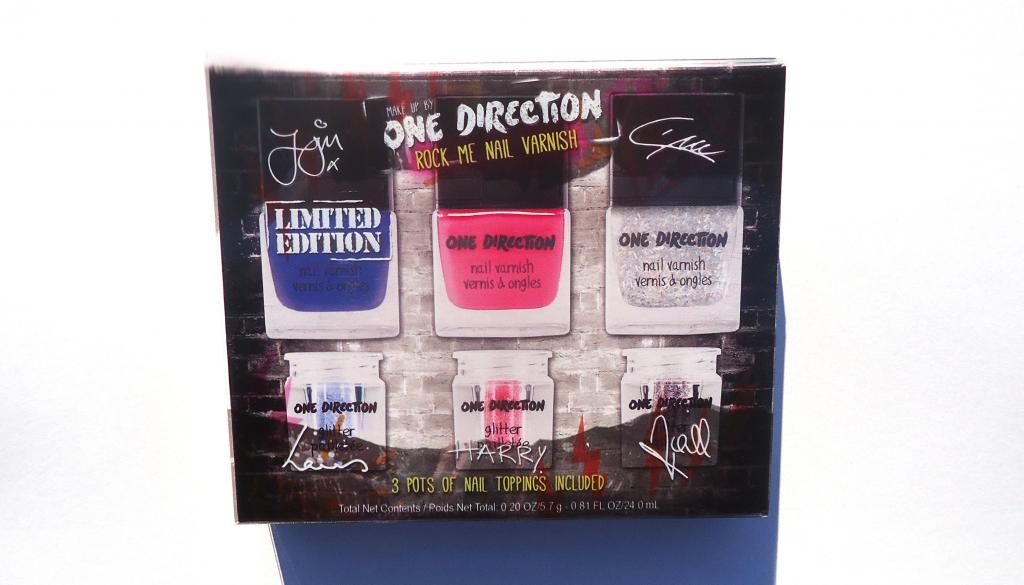 MAKE UP BY
ONE DIRECTION
ROCK ME NAIL VARNISH
LIMITED
EDITION
nail varnish
vernis à ongles
ONE DIRECTION
nail varnish
vernis à ongles
ONE DIRECTION
nail varnish
vernis à ongles
ONE DIRECTION
glitter
Louis
ONE DIRECTION
glitter
HARRY
ONE DIRECTION
Niall
3 POTS OF NAIL TOPPINGS INCLUDED
Total Net Contents / Poids Net Total: 0.20 OZ/5.7 g - 0.81 FL OZ/24.0 mL